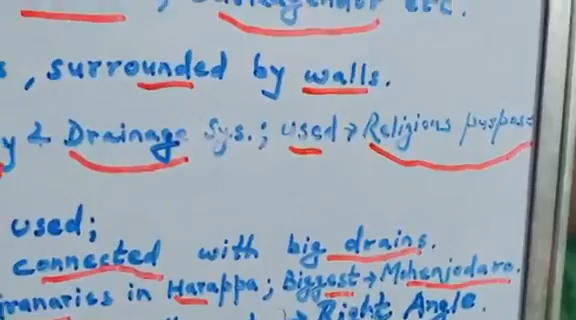 etc.
s, surrounded by walls.
y & Drainage Sys.; used → Religious purpose
used;
connected with big drains.
granaries in Harappa; Biggest → Mohenjodaro.
→ Right Angle.